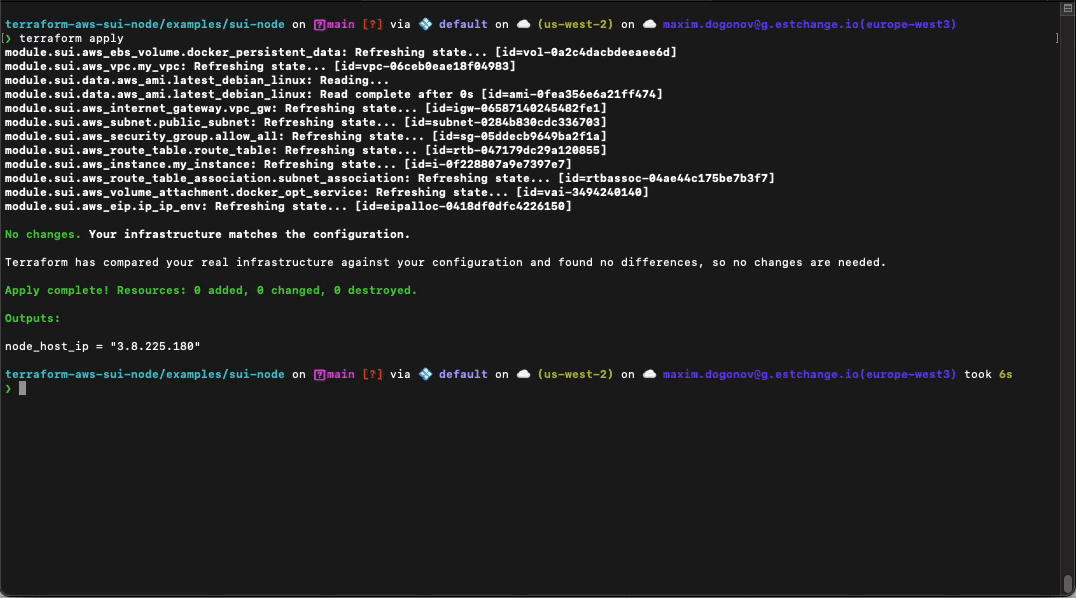 terraform-aws-sui-node/examples/sui-node on main [?] via default on (us-west-2) on maxim.dogonov@g.estchange.io(europe-west3)
[❯ terraform apply ]
module.sui.aws_ebs_volume.docker_persistent_data: Refreshing state... [id=vol-0a2c4dacbdeeaee6d]
module.sui.aws_vpc.my_vpc: Refreshing state... [id=vpc-06ceb0eae18f04983]
module.sui.data.aws_ami.latest_debian_linux: Reading...
module.sui.data.aws_ami.latest_debian_linux: Read complete after 0s [id=ami-0fea356e6a21ff474]
module.sui.aws_internet_gateway.vpc_gw: Refreshing state... [id=igw-06587140245482fe1]
module.sui.aws_subnet.public_subnet: Refreshing state... [id=subnet-0284b830cdc336703]
module.sui.aws_security_group.allow_all: Refreshing state... [id=sg-05ddecb9649ba2f1a]
module.sui.aws_route_table.route_table: Refreshing state... [id=rtb-047179dc29a120855]
module.sui.aws_instance.my_instance: Refreshing state... [id=i-0f228807a9e7397e7]
module.sui.aws_route_table_association.subnet_association: Refreshing state... [id=rtbassoc-04ae44c175be7b3f7]
module.sui.aws_volume_attachment.docker_opt_service: Refreshing state... [id=vai-3494240140]
module.sui.aws_eip.ip_ip_env: Refreshing state... [id=eipalloc-0418df0dfc4226150]
No changes. Your infrastructure matches the configuration.
Terraform has compared your real infrastructure against your configuration and found no differences, so no changes are needed.
Apply complete! Resources: 0 added, 0 changed, 0 destroyed.
Outputs:
node_host_ip = "3.8.225.180"
terraform-aws-sui-node/examples/sui-node on main [?] via default on (us-west-2) on maxim.dogonov@g.estchange.io(europe-west3) took 6s
❯